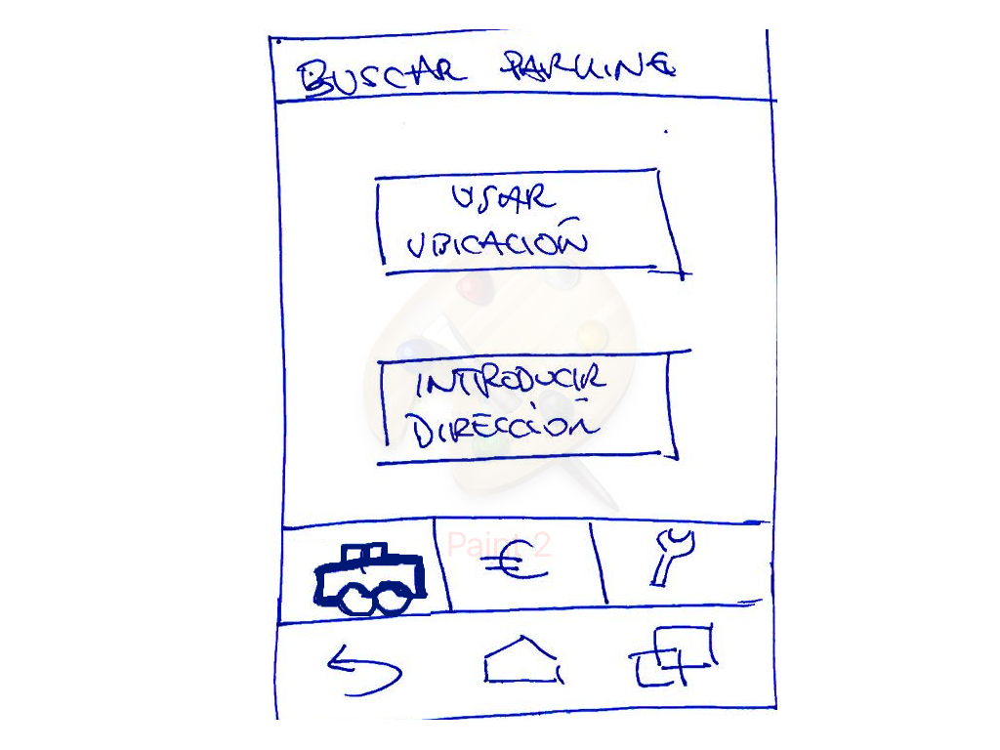 BUSCAR PARKING
USAR
UBICACIÓN
INTRODUCIR
DIRECCIÓN
Paint 2
€